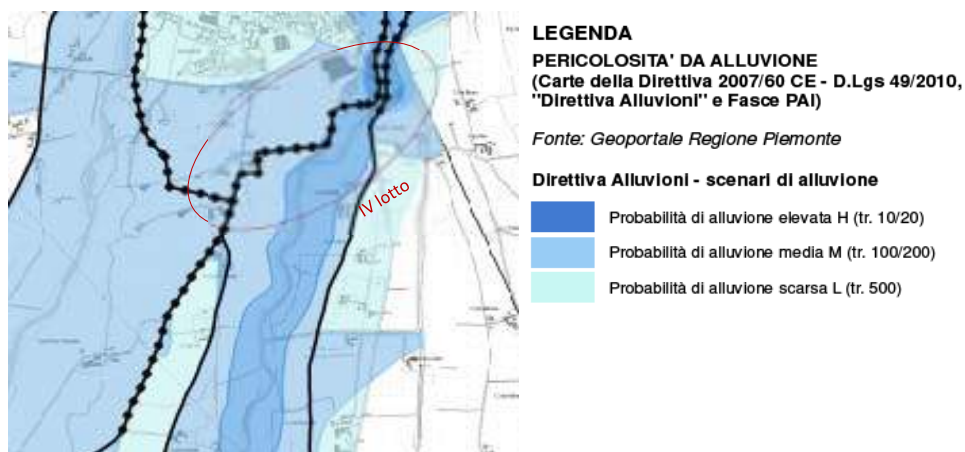 IV lotto
LEGENDA
PERICOLOSITA' DA ALLUVIONE
(Carte della Direttiva 2007/60 CE - D.Lgs 49/2010,
"Direttiva Alluvioni" e Fasce PAI)
Fonte: Geoportale Regione Piemonte
Direttiva Alluvioni - scenari di alluvione
Probabilità di alluvione elevata H (tr. 10/20)
Probabilità di alluvione media M (tr. 100/200)
Probabilità di alluvione scarsa L (tr. 500)